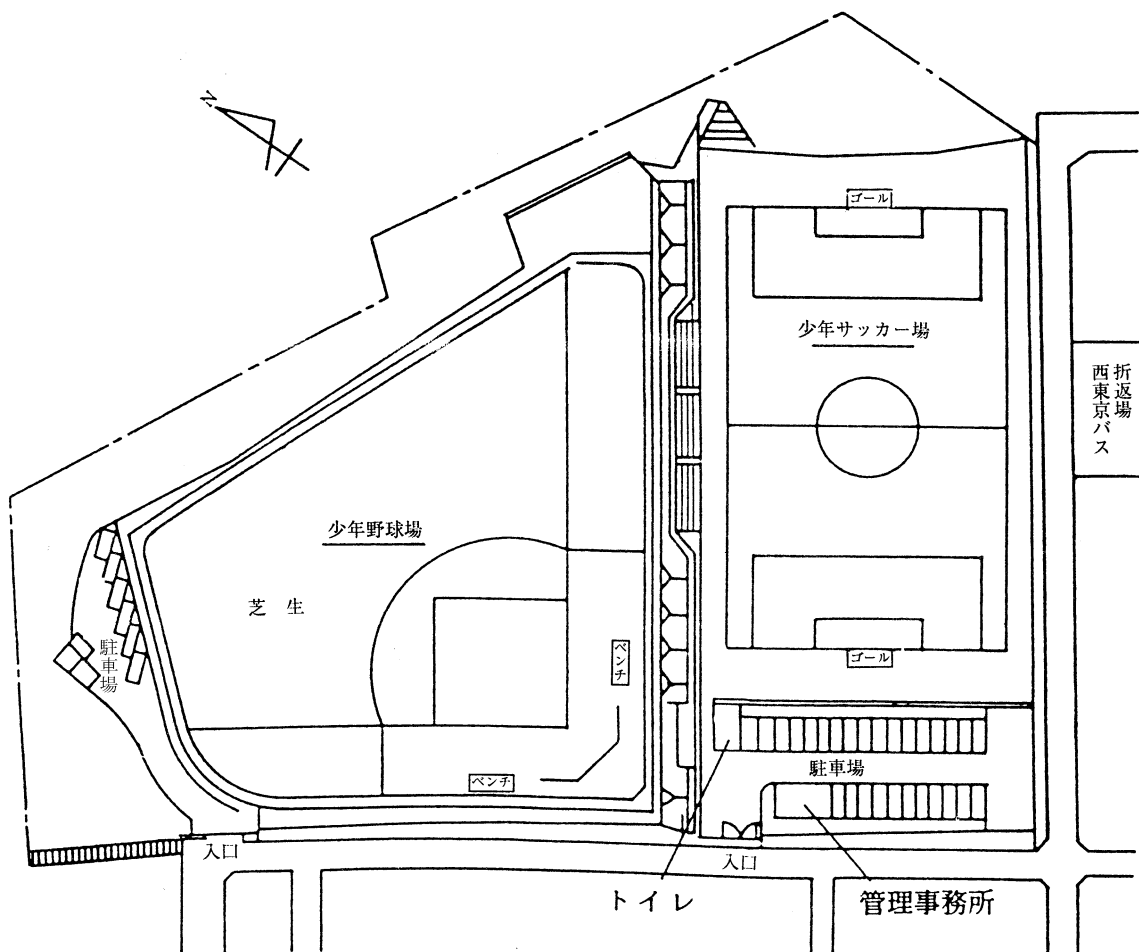 N
ゴール
少年サッカー場
西東京バス
折返場
少年野球場
芝生
駐車場
ベンチ
ゴール
ベンチ
駐車場
入口
入口
トイレ
管理事務所